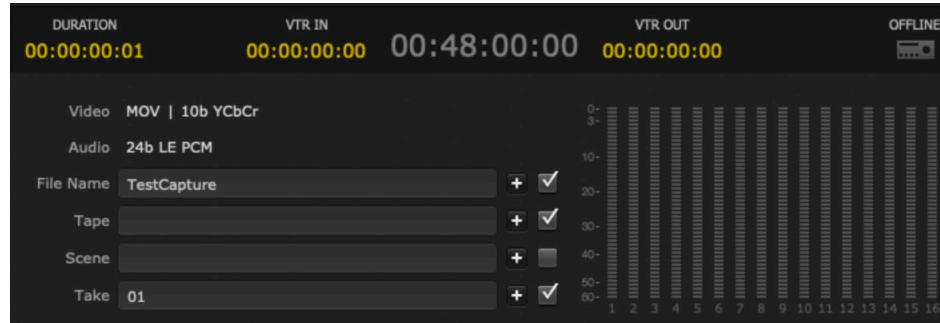 DURATION VTR IN VTR OUT OFFLINE
00:00:00:01 00:00:00:00 00:48:00:00 00:00:00:00
Video MOV | 10b YCbCr
Audio 24b LE PCM
File Name TestCapture +
Tape +
Scene +
Take 01 +
0-
3-
10-
20-
30-
40-
50-
60-
1 2 3 4 5 6 7 8 9 10 11 12 13 14 15 16